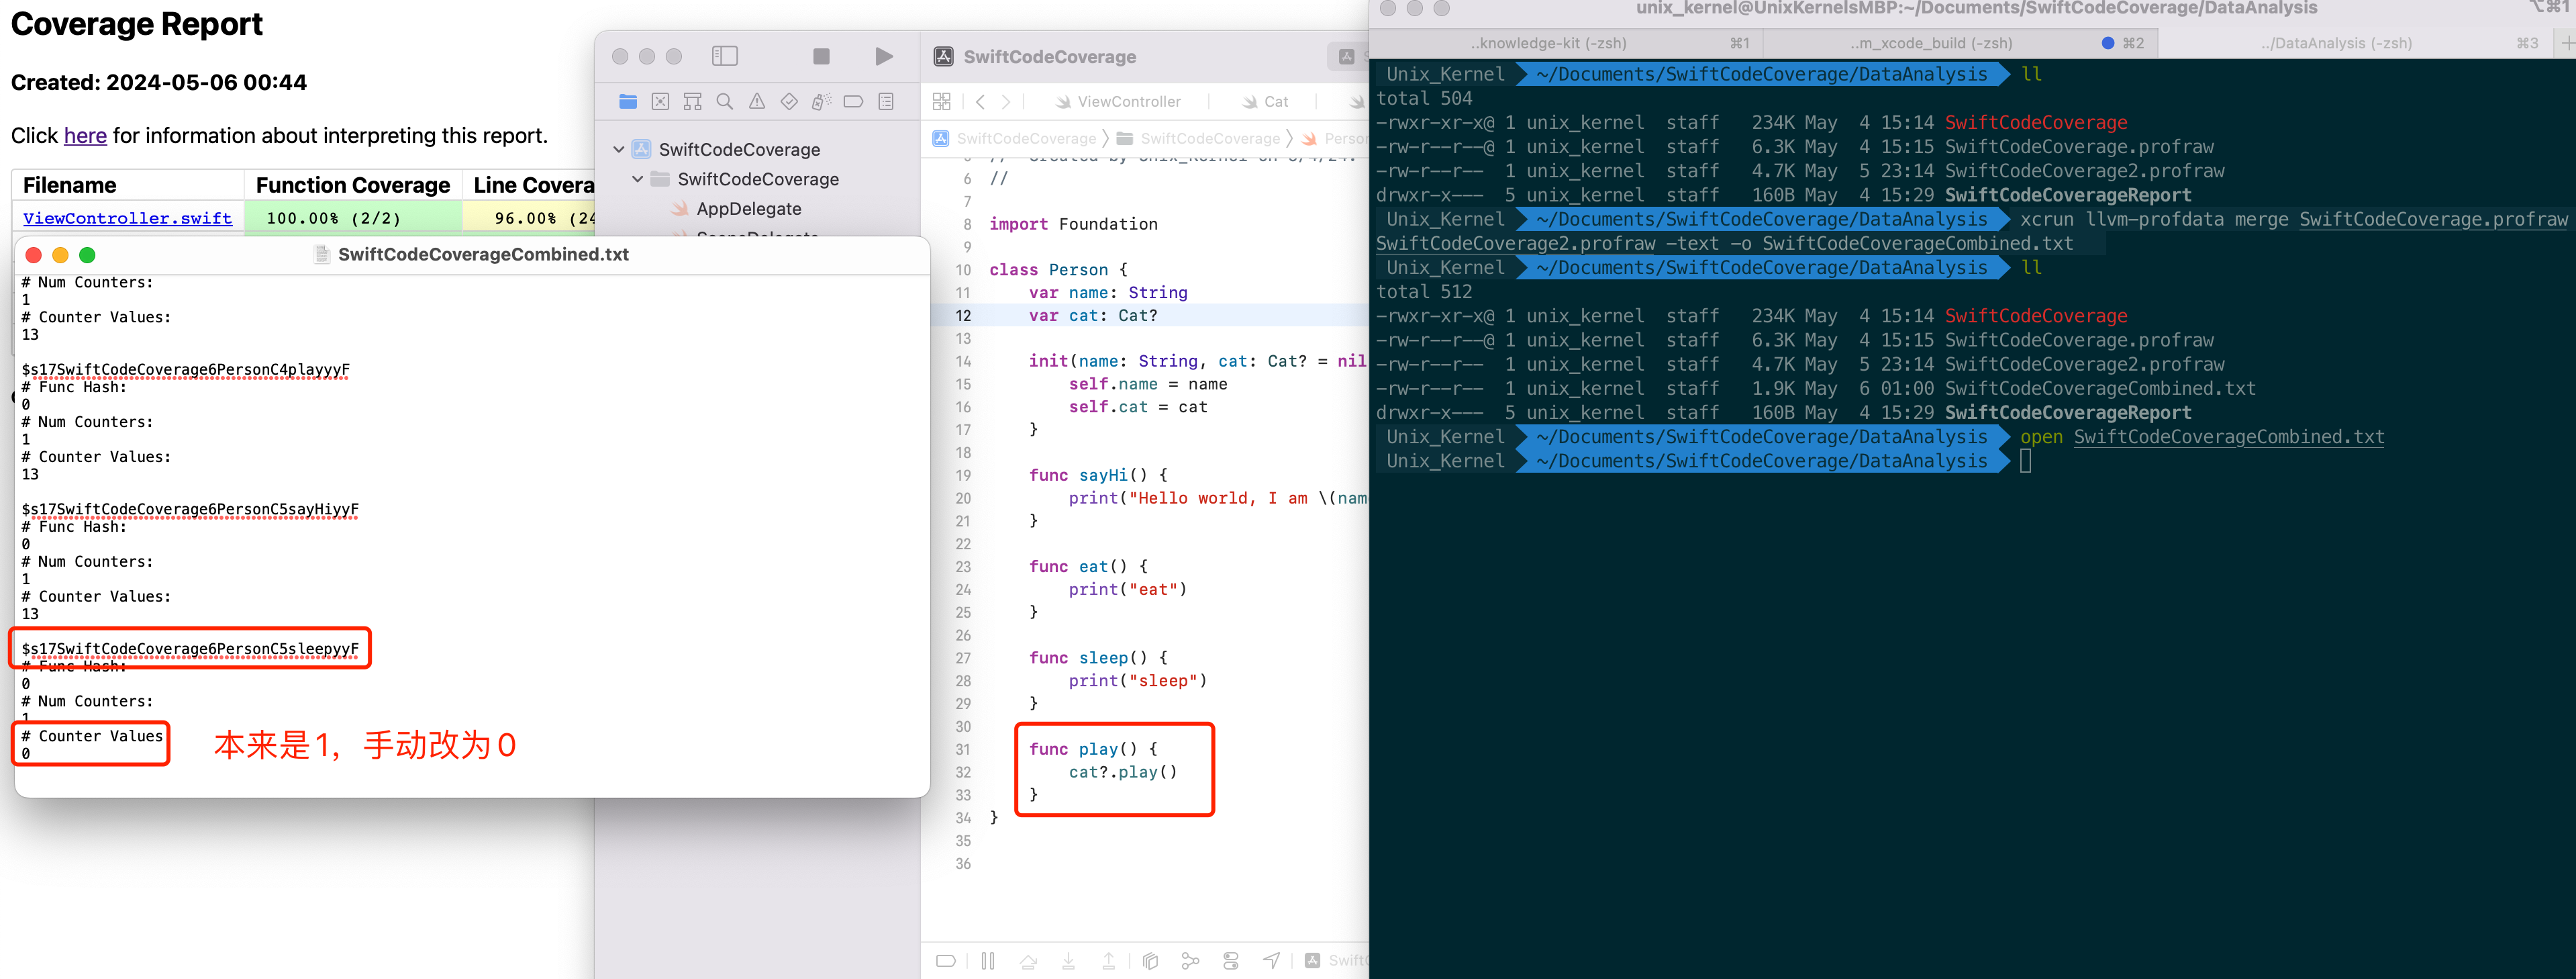 Coverage Report
Created: 2024-05-06 00:44
Click here for information about interpreting this report.
Filename Function Coverage Line Covera
ViewController.swift 100.00% (2/2) 96.00% (24
SwiftCodeCoverageCombined.txt
# Num Counters:
1
# Counter Values:
13
$s17SwiftCodeCoverage6PersonC4playyyF
# Func Hash:
0
# Num Counters:
1
# Counter Values:
13
$s17SwiftCodeCoverage6PersonC5sayHiyyF
# Func Hash:
0
# Num Counters:
1
# Counter Values:
13
$s17SwiftCodeCoverage6PersonC5sleepyyF
# Func Hash:
0
# Num Counters:
1
# Counter Values
0
本来是1，手动改为0
SwiftCodeCoverage
SwiftCodeCoverage
AppDelegate
SceneDelegate
SwiftCodeCoverage
ViewController Cat
SwiftCodeCoverage SwiftCodeCoverage Person
// Created by Unix_Kernel on 5/4/24.
6 //
7
8 import Foundation
9
10 class Person {
11 var name: String
12 var cat: Cat?
13
14 init(name: String, cat: Cat? = nil
15 self.name = name
16 self.cat = cat
17 }
18
19 func sayHi() {
20 print("Hello world, I am \(nam
21 }
22
23 func eat() {
24 print("eat")
25 }
26
27 func sleep() {
28 print("sleep")
29 }
30
31 func play() {
32 cat?.play()
33 }
34 }
35
36
SwiftC
unix_kernel@UnixKernelsMBP:~/Documents/SwiftCodeCoverage/DataAnalysis ⌥⌘1
..knowledge-kit (-zsh) ⌘1 ..m_xcode_build (-zsh) ⌘2 ../DataAnalysis (-zsh) ⌘3
Unix_Kernel ~/Documents/SwiftCodeCoverage/DataAnalysis ll
total 504
-rwxr-xr-x@ 1 unix_kernel staff 234K May 4 15:14 SwiftCodeCoverage
-rw-r--r--@ 1 unix_kernel staff 6.3K May 4 15:15 SwiftCodeCoverage.profraw
-rw-r--r-- 1 unix_kernel staff 4.7K May 5 23:14 SwiftCodeCoverage2.profraw
drwxr-x--- 5 unix_kernel staff 160B May 4 15:29 SwiftCodeCoverageReport
Unix_Kernel ~/Documents/SwiftCodeCoverage/DataAnalysis xcrun llvm-profdata merge SwiftCodeCoverage.profraw
SwiftCodeCoverage2.profraw -text -o SwiftCodeCoverageCombined.txt
Unix_Kernel ~/Documents/SwiftCodeCoverage/DataAnalysis ll
total 512
-rwxr-xr-x@ 1 unix_kernel staff 234K May 4 15:14 SwiftCodeCoverage
-rw-r--r--@ 1 unix_kernel staff 6.3K May 4 15:15 SwiftCodeCoverage.profraw
-rw-r--r-- 1 unix_kernel staff 4.7K May 5 23:14 SwiftCodeCoverage2.profraw
-rw-r--r-- 1 unix_kernel staff 1.9K May 6 01:00 SwiftCodeCoverageCombined.txt
drwxr-x--- 5 unix_kernel staff 160B May 4 15:29 SwiftCodeCoverageReport
Unix_Kernel ~/Documents/SwiftCodeCoverage/DataAnalysis open SwiftCodeCoverageCombined.txt
Unix_Kernel ~/Documents/SwiftCodeCoverage/DataAnalysis